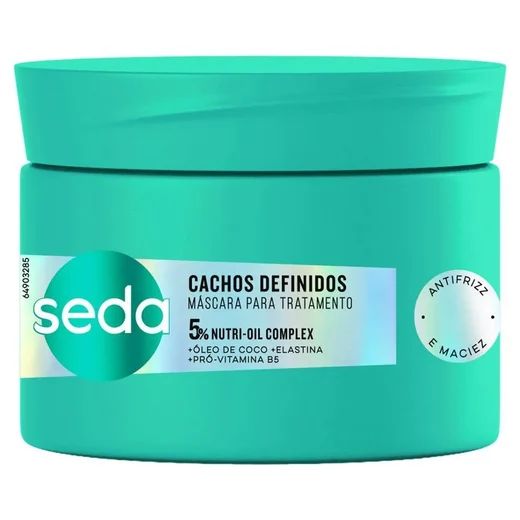 64903285
seda
CACHOS DEFINIDOS
MÁSCARA PARA TRATAMENTO
5% NUTRI-OIL COMPLEX
+ÓLEO DE COCO +ELASTINA
+PRÓ-VITAMINA B5
ANTIFRIZZ
E MACIEZ